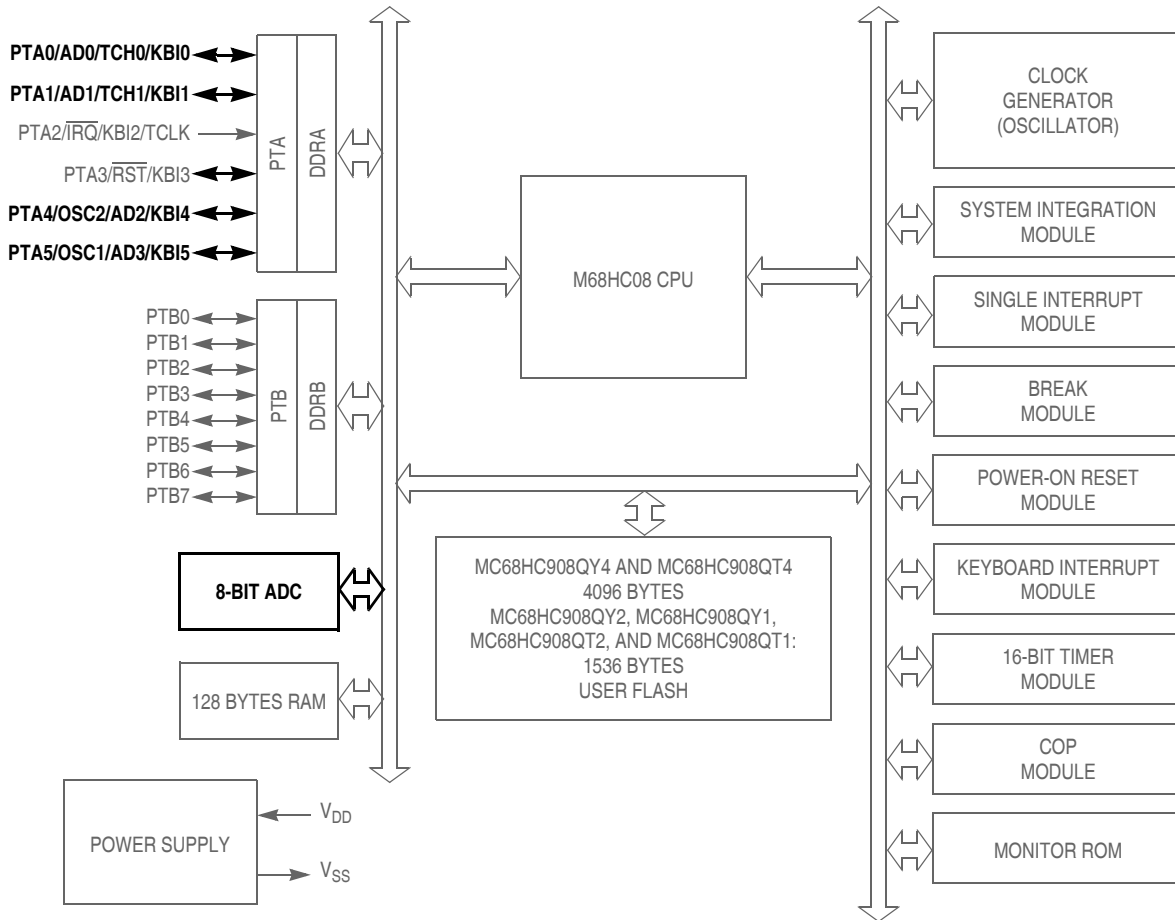 PTA0/AD0/TCH0/KBI0
PTA1/AD1/TCH1/KBI1
PTA2/IRQ/KBI2/TCLK
PTA3/RST/KBI3
PTA4/OSC2/AD2/KBI4
PTA5/OSC1/AD3/KBI5
PTA
DDRA
PTB0
PTB1
PTB2
PTB3
PTB4
PTB5
PTB6
PTB7
PTB
DDRB
8-BIT ADC
128 BYTES RAM
POWER SUPPLY
VDD
VSS
M68HC08 CPU
MC68HC908QY4 AND MC68HC908QT4
4096 BYTES
MC68HC908QY2, MC68HC908QY1,
MC68HC908QT2, AND MC68HC908QT1:
1536 BYTES
USER FLASH
CLOCK
GENERATOR
(OSCILLATOR)
SYSTEM INTEGRATION
MODULE
SINGLE INTERRUPT
MODULE
BREAK
MODULE
POWER-ON RESET
MODULE
KEYBOARD INTERRUPT
MODULE
16-BIT TIMER
MODULE
COP
MODULE
MONITOR ROM